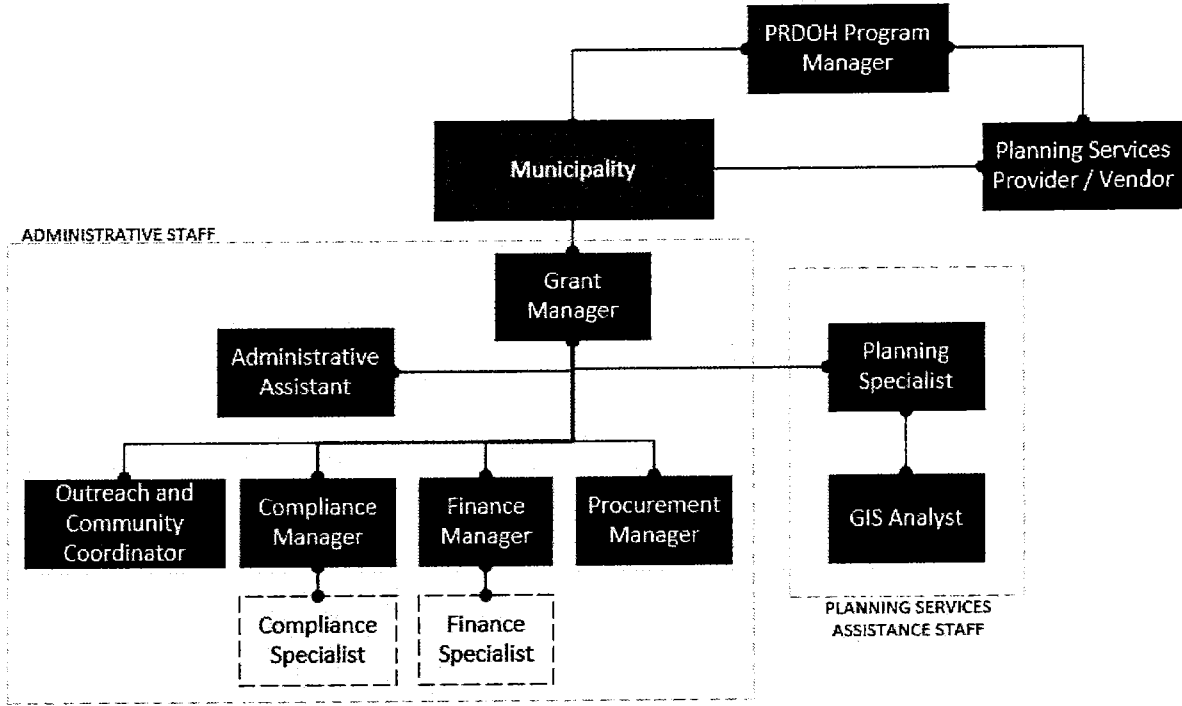 PRDOH Program
Manager
Municipality
Planning Services
Provider / Vendor
ADMINISTRATIVE STAFF
Grant
Manager
Administrative
Assistant
Planning
Specialist
Outreach and
Community
Coordinator
Compliance
Manager
Finance
Manager
Procurement
Manager
GIS Analyst
Compliance
Specialist
Finance
Specialist
PLANNING SERVICES
ASSISTANCE STAFF